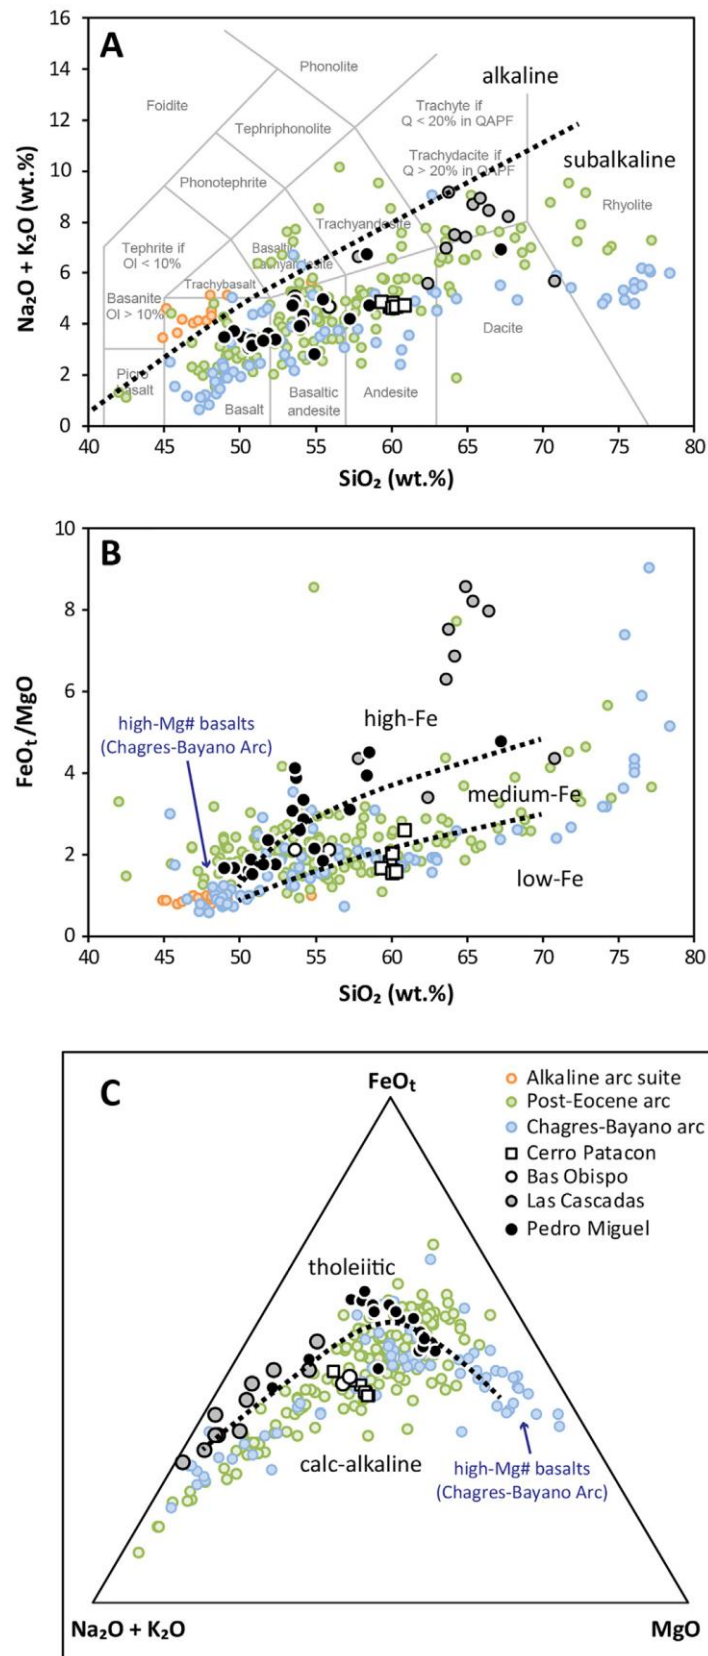 A
16
14
12
10
8
6
4
2
0
Na₂O + K₂O (wt.%)
Phonolite
alkaline
Foidite
Trachyte if
Q < 20% in QAPF
Tephriphonolite
Trachydacite if
Q > 20% in QAPF
subalkaline
Phonotephrite
Rhyolite
Trachyandesite
Tephrite if
Ol < 10%
Basaltic
trachyandesite
Trachybasalt
Basanite
Ol > 10%
Dacite
Picro
basalt
Basalt
Basaltic
andesite
Andesite
40 45 50 55 60 65 70 75 80
SiO₂ (wt.%)
B
10
8
6
4
2
0
FeOₜ/MgO
high-Mg# basalts
(Chagres-Bayano Arc)
high-Fe
medium-Fe
low-Fe
40 45 50 55 60 65 70 75 80
SiO₂ (wt.%)
C
FeOₜ
Alkaline arc suite
Post-Eocene arc
Chagres-Bayano arc
Cerro Patacon
Bas Obispo
Las Cascadas
Pedro Miguel
tholeiitic
calc-alkaline
high-Mg# basalts
(Chagres-Bayano Arc)
Na₂O + K₂O
MgO